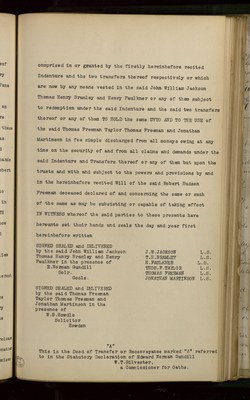 comprised in or granted by the firstly hereinbefore recited
Indenture and the two transfers thereof respectively or which
are now by any means vested in the said John William Jackson
Thomas Henry Bramley and Henry Faulkner or any of them subject
to redemption under the said Indenture and the said two transfers
thereof or any of them TO HOLD the same UNTO AND TO THE USE of
the said Thomas Freeman Taylor Thomas Freeman and Jonathan
Martinson in fee simple discharged from all moneys owing at any
time on the security of and from all claims and demands under the
said Indenture and Transfers thereof or any of them but upon the
trusts and with and subject to the powers and provisions by and
in the hereinbefore recited Will of the said Robert Hudson
Freeman deceased declared of and concerning the same or such
of the same as may be subsisting or capable of taking effect
IN WITNESS whereof the said parties to these presents have
hereunto set their hands and seals the day and year first
hereinbefore written
SIGNED SEALED and DELIVERED
by the said John William Jackson J.W.JACKSON L.S.
Thomas Henry Bramley and Henry T.H.BRAMLEY L.S.
Faulkner in the presence of H.FAULKNER L.S.
E.Forman Gundill THOS.F.TAYLOR L.S.
Solr. THOMAS FREEMAN L.S.
Goole. JONATHAN MARTINSON L.S.
SIGNED SEALED and DELIVERED
by the said Thomas Freeman
Taylor Thomas Freeman and
Jonathan Martinson in the
presence of
Solicitor
Howden
"A"
This is the Deed of Transfer or Reconveyance marked "A" referred
to in the Statutory Declaration of Edward Forman Gundill
W.T.Silvester,
a Commissioner for Oaths.